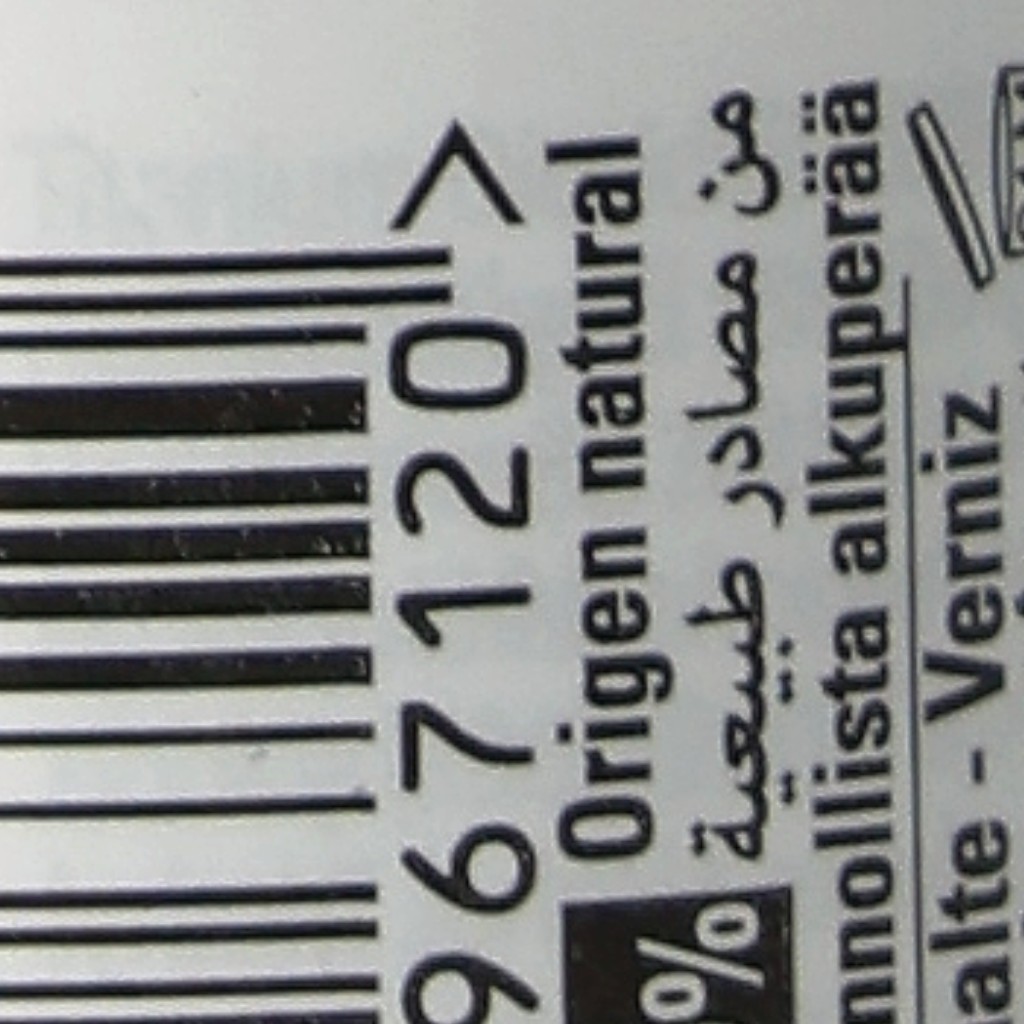 967120>
% Origen natural
من مصادر طبيعية
nnollista alkuperää
alte - Verniz